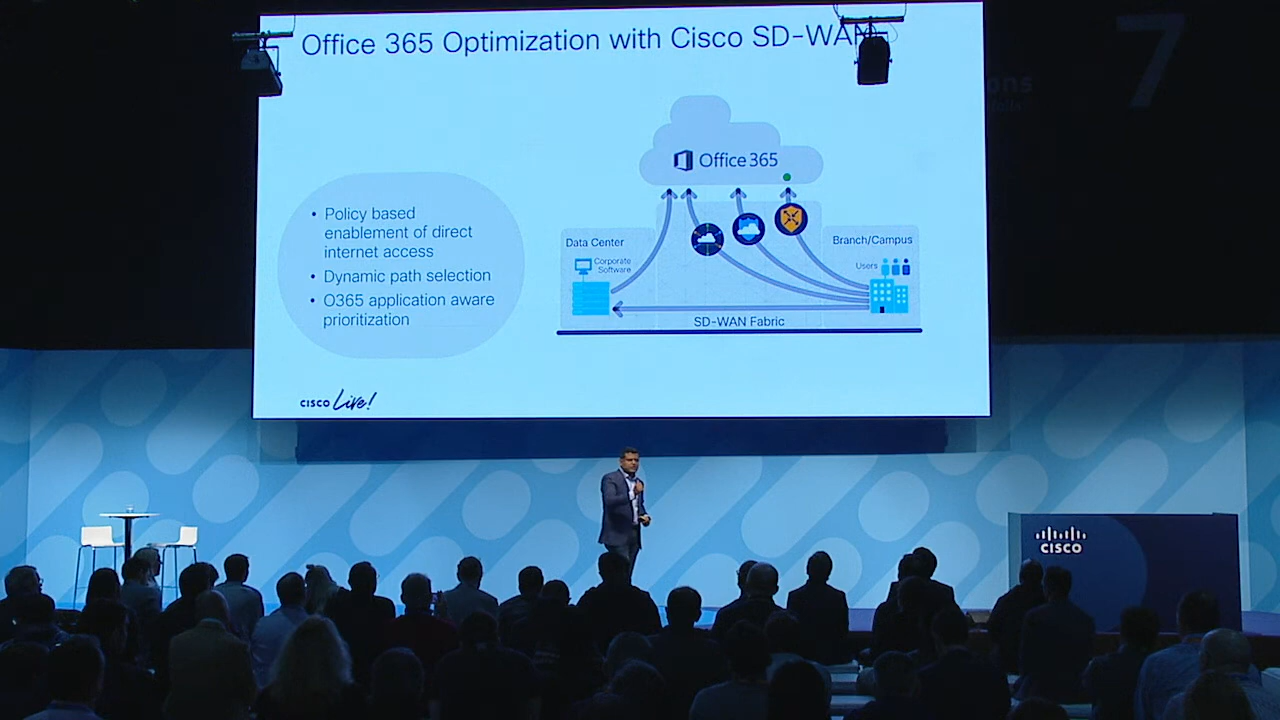 Office 365 Optimization with Cisco SD-WAN
7
Office 365
• Policy based
enablement of direct
internet access
• Dynamic path selection
• O365 application aware
prioritization
Data Center
Corporate
Software
Branch/Campus
Users
SD-WAN Fabric
CISCO Live!
CISCO